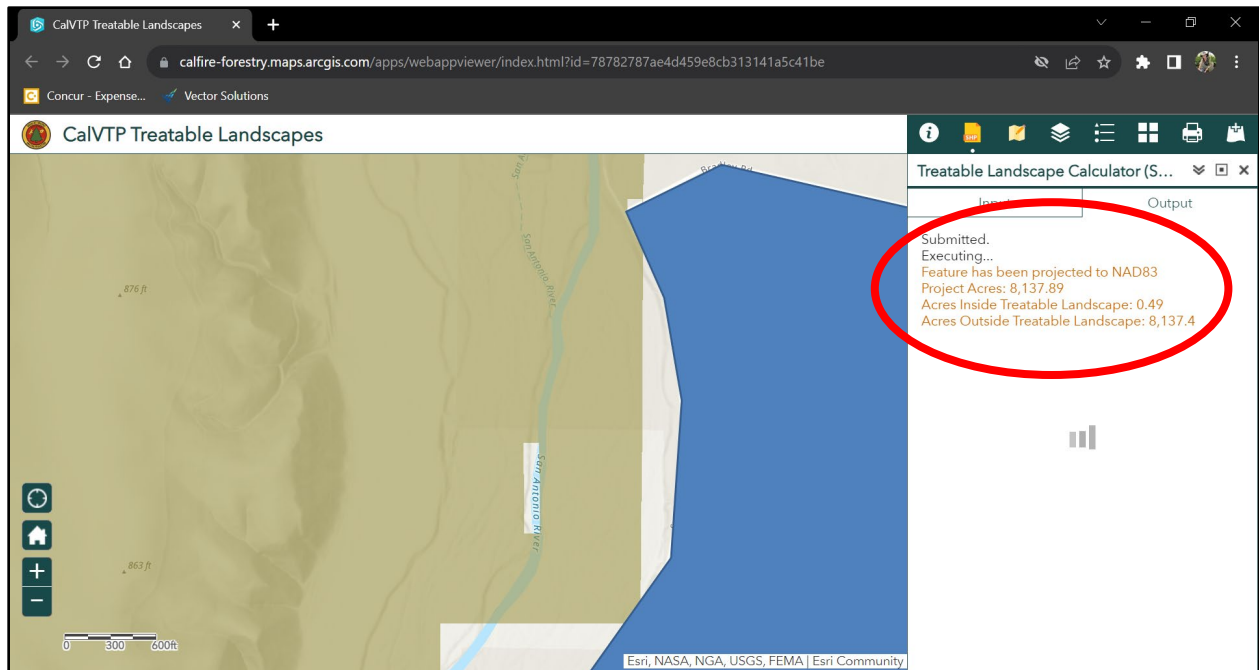 CalVTP Treatable Landscapes
calfire-forestry.maps.arcgis.com/apps/webappviewer/index.html?id=78782787ae4d459e8cb313141a5c41be
Concur - Expense...
Vector Solutions
CalVTP Treatable Landscapes
SHP
Treatable Landscape Calculator (S...
Output
Submitted.
Executing...
Feature has been projected to NAD83
Project Acres: 8,137.89
Acres Inside Treatable Landscape: 0.49
Acres Outside Treatable Landscape: 8,137.4
San Antonio River
876 ft
San Antonio River
863 ft
0 300 600ft
Esri, NASA, NGA, USGS, FEMA | Esri Community